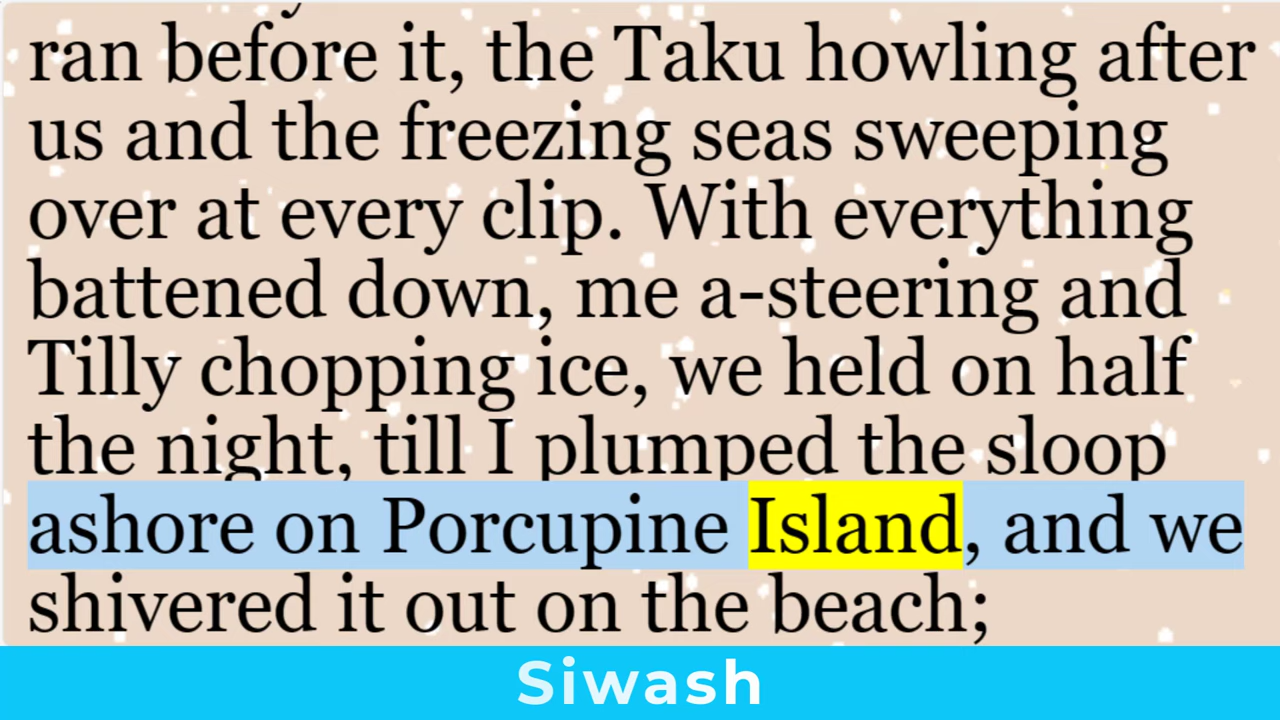 ran before it, the Taku howling after
us and the freezing seas sweeping
over at every clip. With everything
battened down, me a-steering and
Tilly chopping ice, we held on half
the night, till I plumped the sloop
ashore on Porcupine Island, and we
shivered it out on the beach;
Siwash